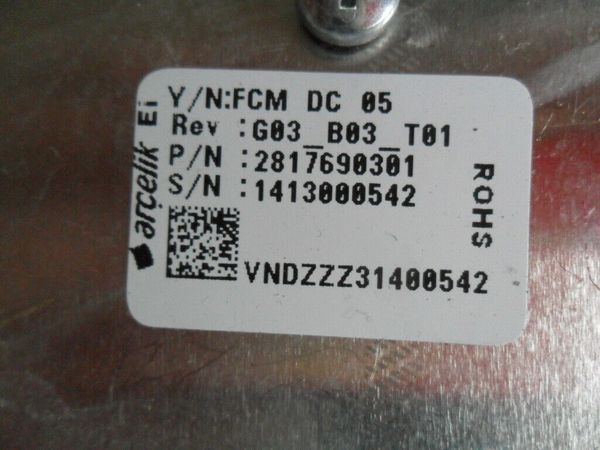 Y/N:FCM DC 05
Rev :G03_B03_T01
P/N :2817690301
S/N :1413000542
VNDZZZ31400542
arçelik Ei
ROHS